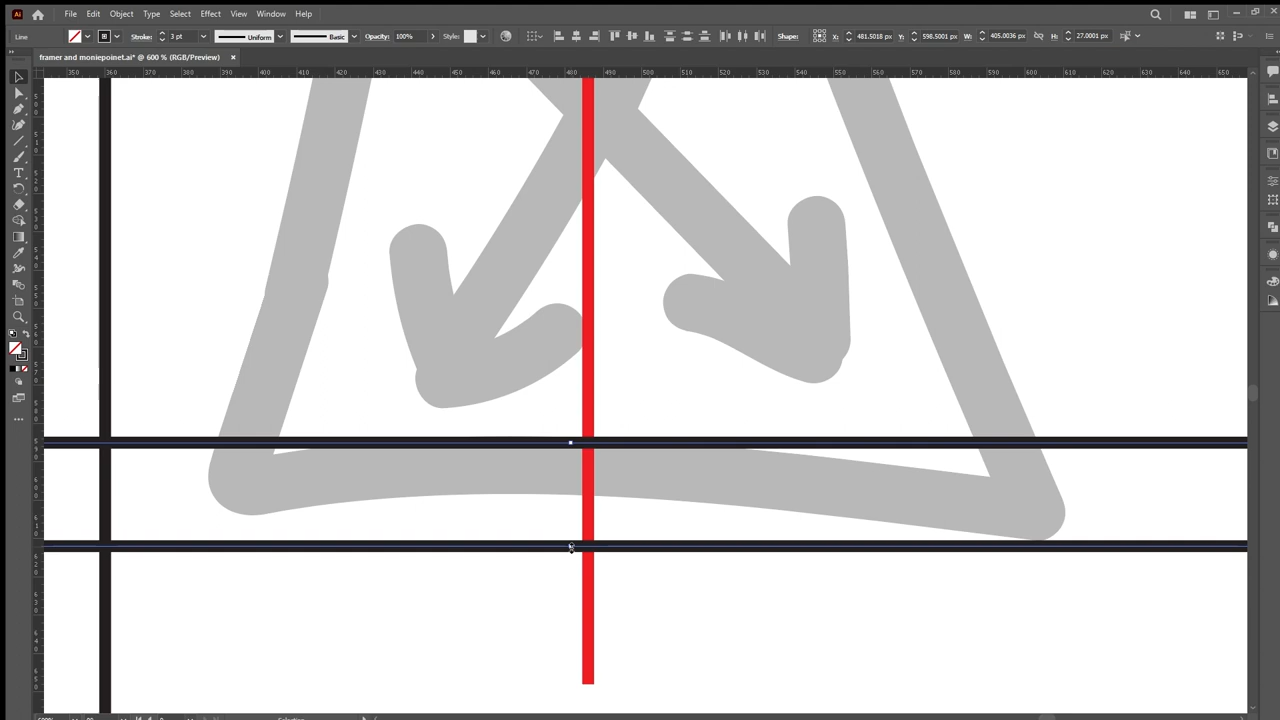 Ai File Edit Object Type Select Effect View Window Help
Line Stroke: 3 pt Uniform Basic Opacity: 100% Style: Shape: X: 481.5018 px Y: 598.5001 px W: 405.0036 px H: 27.0001 px
framer and moniepoinet.ai* @ 600 % (RGB/Preview)
350 360 370 380 390 400 410 420 430 440 450 460 470 480 490 500 510 520 530 540 550 560 570 580 590 600 610 620 630 640 650